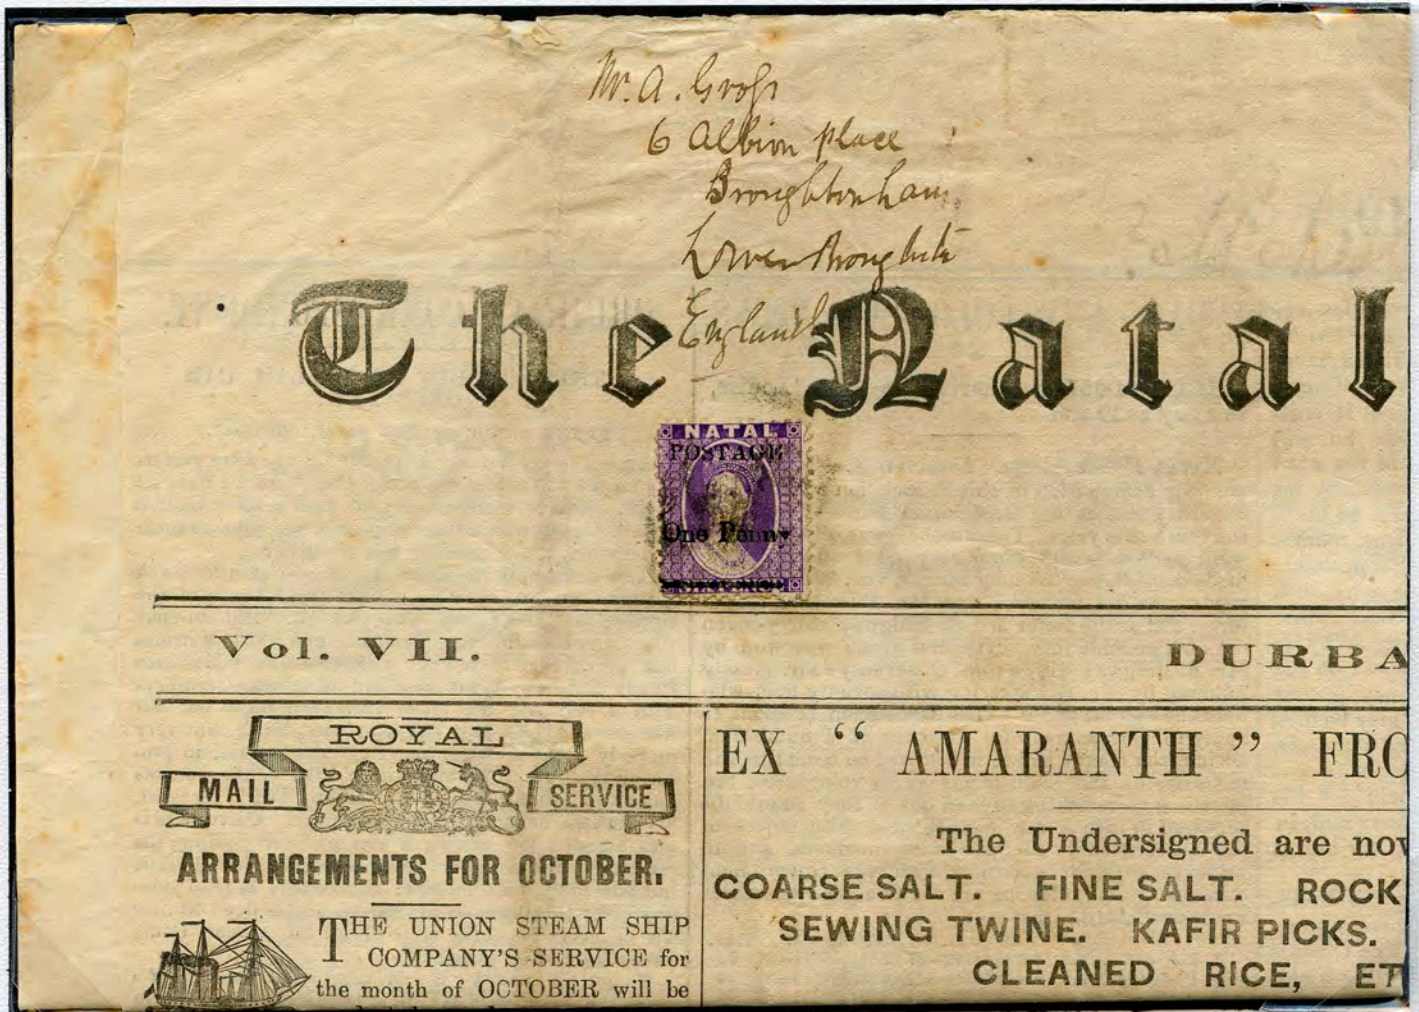 Mr. A. Gross
6 Albion Place
Broughton
Lower Broughton
England
The Natal
NATAL
POSTAGE
One Penny
Vol. VII.
DURBA
ROYAL
MAIL
SERVICE
ARRANGEMENTS FOR OCTOBER.
THE UNION STEAM SHIP
COMPANY'S SERVICE for
the month of OCTOBER will be
EX “ AMARANTH ” FRO
The Undersigned are now
COARSE SALT. FINE SALT. ROCK
SEWING TWINE. KAFIR PICKS.
CLEANED RICE, ET